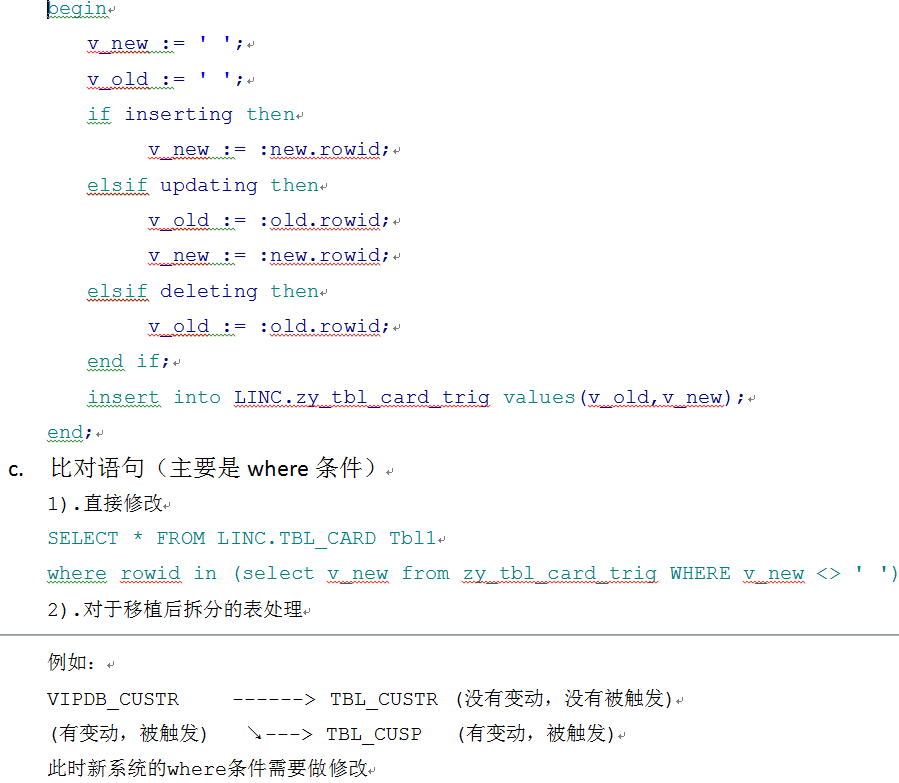 begin
v_new := ' ';
v_old := ' ';
if inserting then
v_new := :new.rowid;
elsif updating then
v_old := :old.rowid;
v_new := :new.rowid;
elsif deleting then
v_old := :old.rowid;
end if;
insert into LINC.zy_tbl_card_trig values(v_old,v_new);
end;
c. 比对语句（主要是 where 条件）
1).直接修改
SELECT * FROM LINC.TBL_CARD Tbl1
where rowid in (select v_new from zy_tbl_card_trig WHERE v_new <> ' ')
2).对于移植后拆分的表处理
例如：
VIPDB_CUSTR ------> TBL_CUSTR (没有变动，没有被触发)
(有变动，被触发) ↘---> TBL_CUSP (有变动，被触发)
此时新系统的where条件需要做修改